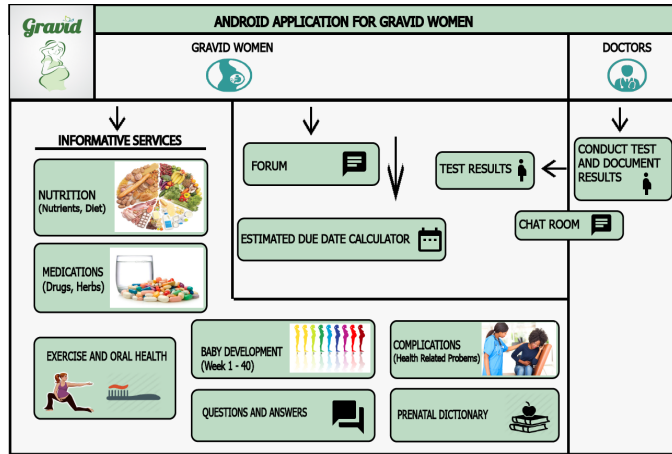 Gravid
ANDROID APPLICATION FOR GRAVID WOMEN
GRAVID WOMEN
DOCTORS
INFORMATIVE SERVICES
NUTRITION
(Nutrients, Diet)
MEDICATIONS
(Drugs, Herbs)
FORUM
ESTIMATED DUE DATE CALCULATOR
TEST RESULTS
CONDUCT TEST
AND DOCUMENT
RESULTS
CHAT ROOM
EXERCISE AND ORAL HEALTH
BABY DEVELOPMENT
(Week 1 - 40)
COMPLICATIONS
(Health Related Probems)
QUESTIONS AND ANSWERS
PRENATAL DICTIONARY